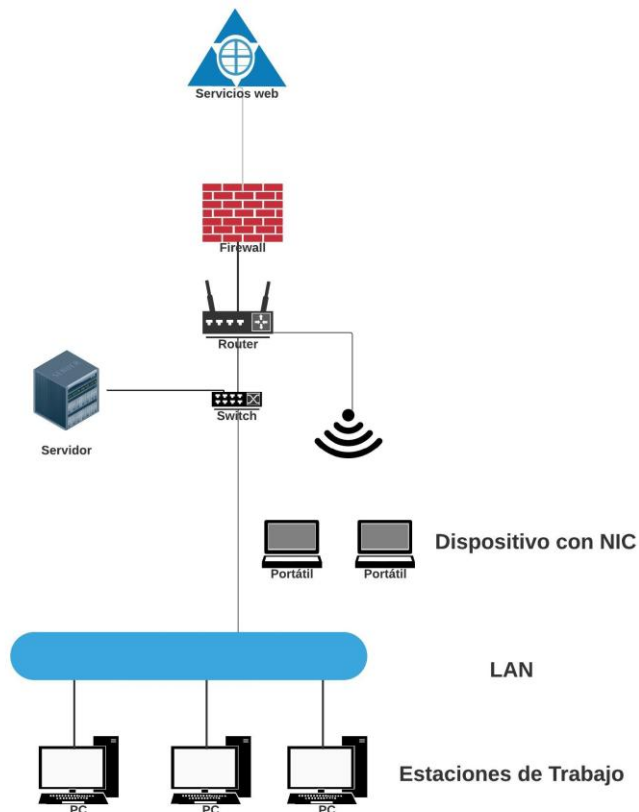 Servicios web
Firewall
Router
Switch
Servidor
Dispositivo con NIC
Portátil
Portátil
LAN
Estaciones de Trabajo
PC
PC
PC